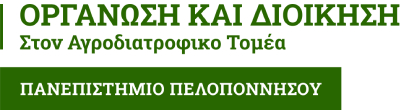 ΟΡΓΑΝΩΣΗ ΚΑΙ ΔΙΟΙΚΗΣΗ
Στον Αγροδιατροφικο Τομέα
ΠΑΝΕΠΙΣΤΗΜΙΟ ΠΕΛΟΠΟΝΝΗΣΟΥ